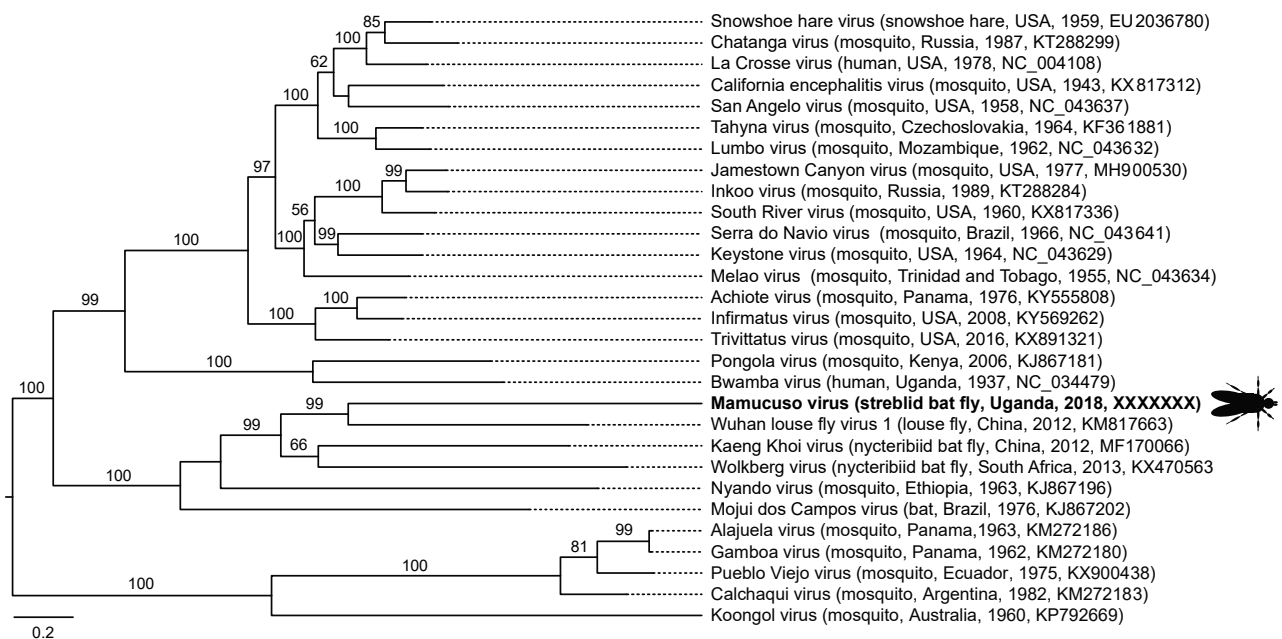 85 Snowshoe hare virus (snowshoe hare, USA, 1959, EU2036780)
100 Chatanga virus (mosquito, Russia, 1987, KT288299)
62 La Crosse virus (human, USA, 1978, NC_004108)
California encephalitis virus (mosquito, USA, 1943, KX817312)
100 San Angelo virus (mosquito, USA, 1958, NC_043637)
100 Tahyna virus (mosquito, Czechoslovakia, 1964, KF361881)
Lumbo virus (mosquito, Mozambique, 1962, NC_043632)
97 99 Jamestown Canyon virus (mosquito, USA, 1977, MH900530)
100 Inkoo virus (mosquito, Russia, 1989, KT288284)
56 South River virus (mosquito, USA, 1960, KX817336)
100 100 99 Serra do Navio virus (mosquito, Brazil, 1966, NC_043641)
Keystone virus (mosquito, USA, 1964, NC_043629)
Melao virus (mosquito, Trinidad and Tobago, 1955, NC_043634)
99 100 Achiote virus (mosquito, Panama, 1976, KY555808)
100 Infirmatus virus (mosquito, USA, 2008, KY569262)
Trivittatus virus (mosquito, USA, 2016, KX891321)
100 Pongola virus (mosquito, Kenya, 2006, KJ867181)
100 Bwamba virus (human, Uganda, 1937, NC_034479)
99 Mamucuso virus (streblid bat fly, Uganda, 2018, XXXXXXX)
99 Wuhan louse fly virus 1 (louse fly, China, 2012, KM817663)
66 Kaeng Khoi virus (nycteribiid bat fly, China, 2012, MF170066)
Wolkberg virus (nycteribiid bat fly, South Africa, 2013, KX470563
100 Nyando virus (mosquito, Ethiopia, 1963, KJ867196)
Mojui dos Campos virus (bat, Brazil, 1976, KJ867202)
99 Alajuela virus (mosquito, Panama,1963, KM272186)
81 Gamboa virus (mosquito, Panama, 1962, KM272180)
100 Pueblo Viejo virus (mosquito, Ecuador, 1975, KX900438)
100 Calchaqui virus (mosquito, Argentina, 1982, KM272183)
Koongol virus (mosquito, Australia, 1960, KP792669)
0.2